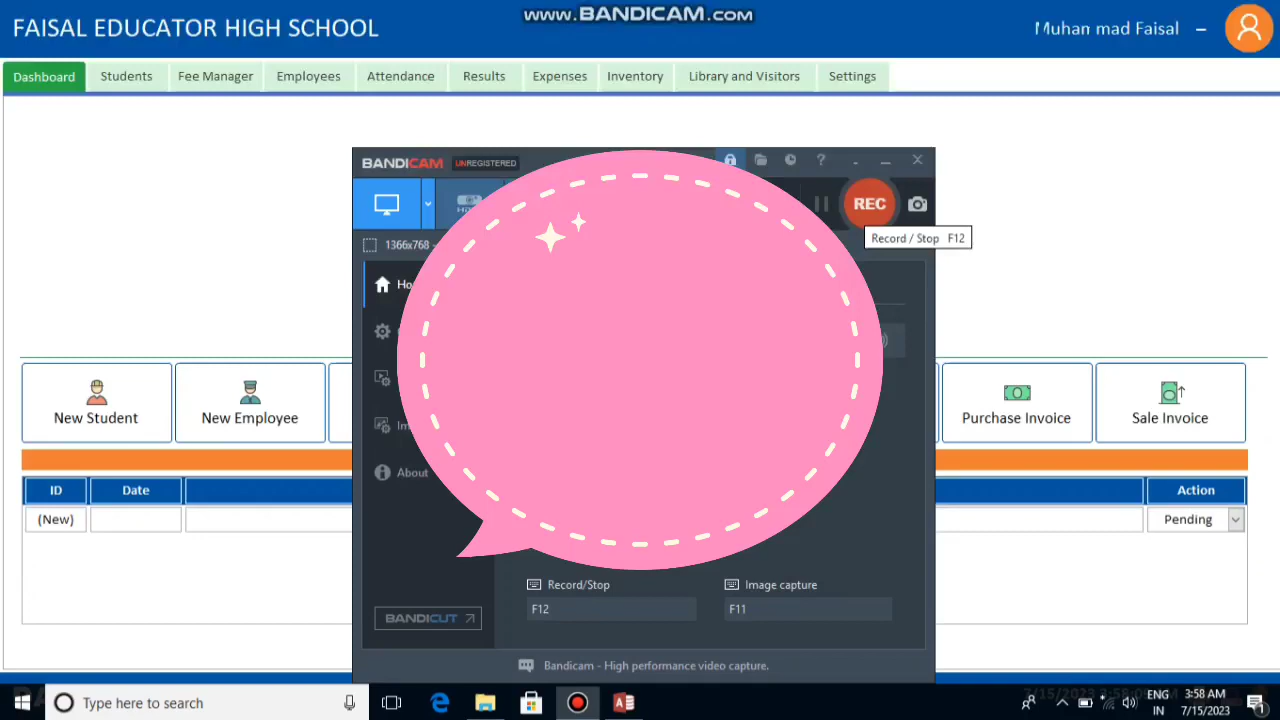 www.BANDICAM.com
FAISAL EDUCATOR HIGH SCHOOL
Muhan mad Faisal
Dashboard Students Fee Manager Employees Attendance Results Expenses Inventory Library and Visitors Settings
BANDICAM UNREGISTERED
REC
Record / Stop F12
1366x768
About
New Student New Employee Purchase Invoice Sale Invoice
ID Date Action
(New) Pending
Record/Stop Image capture
F12 F11
BANDICUT
Bandicam - High performance video capture.
Type here to search
ENG 3:58 AM
IN 7/15/2023